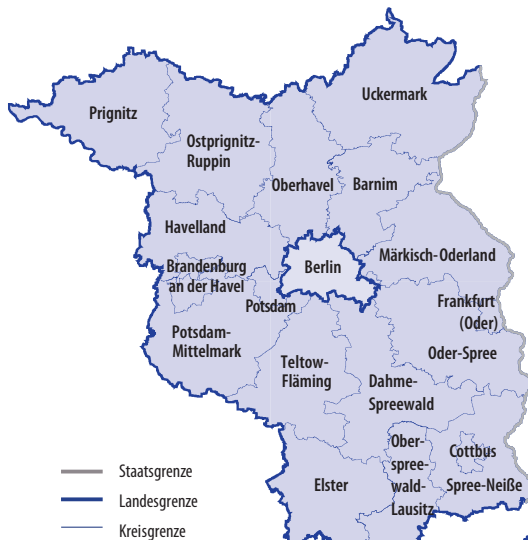 Uckermark
Prignitz
Ostprignitz-
Ruppin
Oberhavel
Barnim
Havelland
Märkisch-Oderland
Berlin
Brandenburg
an der Havel
Potsdam
Frankfurt
(Oder)
Potsdam-
Mittelmark
Oder-Spree
Teltow-
Fläming
Dahme-
Spreewald
Ober-
spree-
wald-
Lausitz
Cottbus
Spree-Neiße
Elster
Staatsgrenze
Landesgrenze
Kreisgrenze